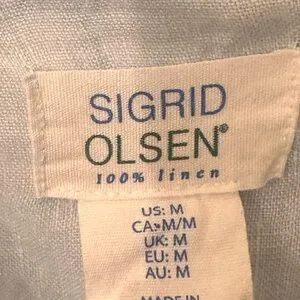 SIGRID
OLSEN®
100% linen
US: M
CA: M/M
UK: M
EU: M
AU: M
MADE IN